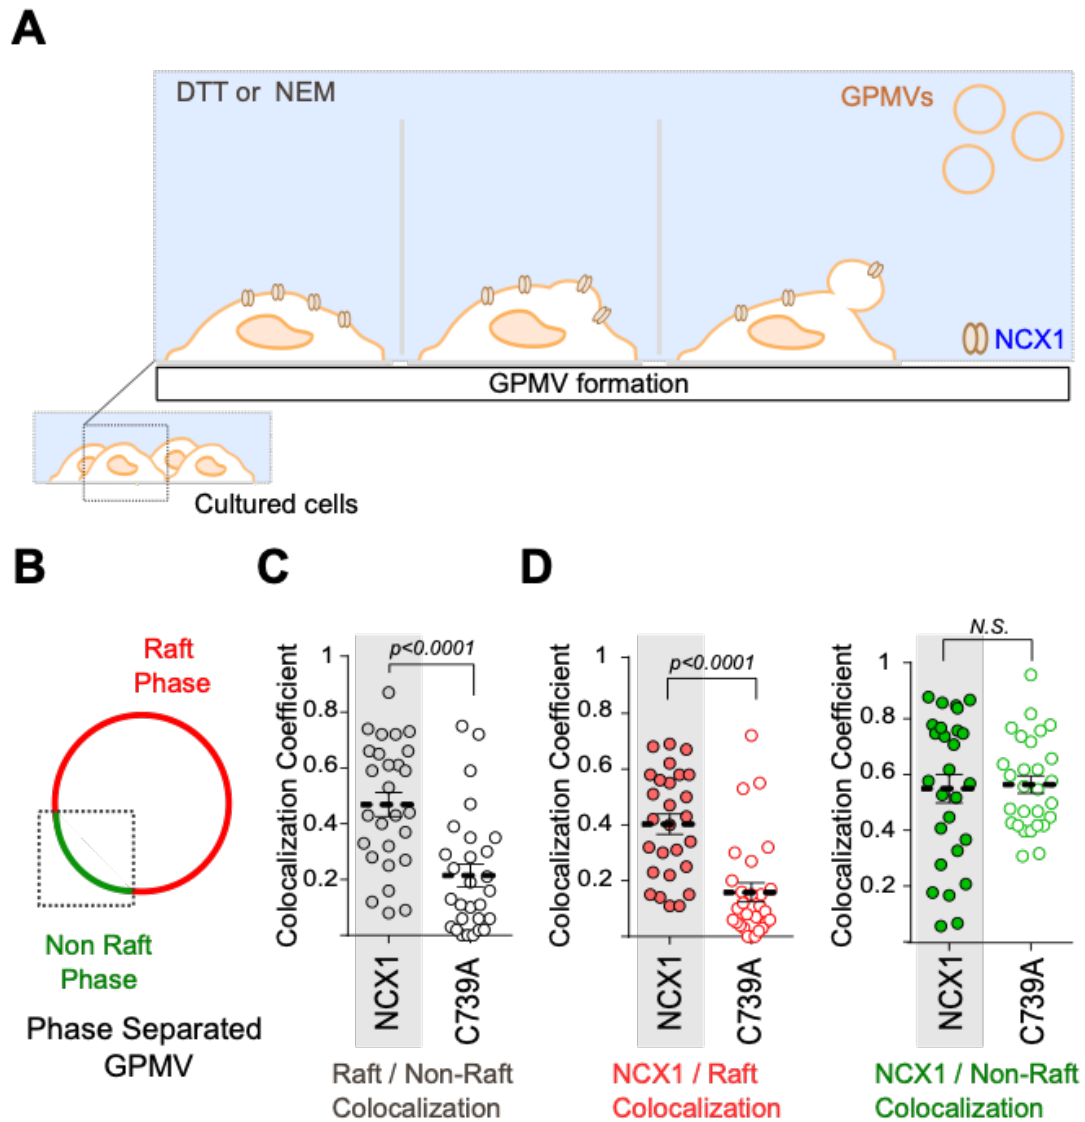 A
DTT or NEM
GPMVs
NCX1
GPMV formation
Cultured cells
B
Raft
Phase
Non Raft
Phase
Phase Separated
GPMV
C
Colocalization Coefficient
1
0.8
0.6
0.4
0.2
p<0.0001
NCX1
C739A
Raft / Non-Raft
Colocalization
D
Colocalization Coefficient
1
0.8
0.6
0.4
0.2
p<0.0001
NCX1
C739A
NCX1 / Raft
Colocalization
Colocalization Coefficient
1
0.8
0.6
0.4
0.2
N.S.
NCX1
C739A
NCX1 / Non-Raft
Colocalization